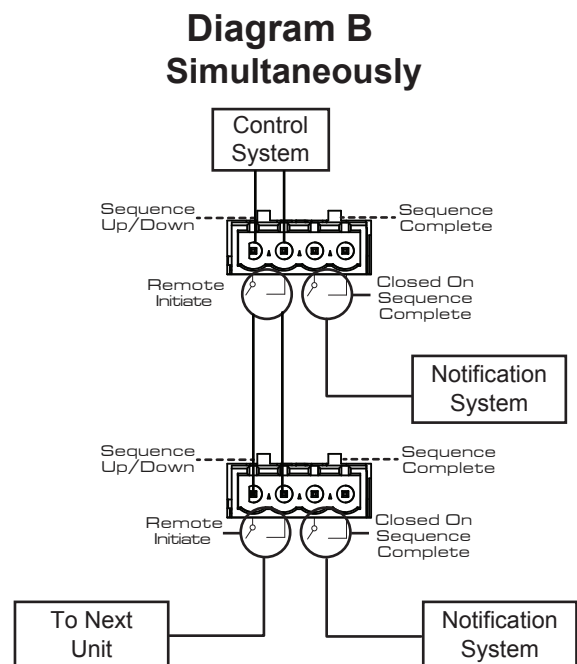 Diagram B
Simultaneously
Control
System
Sequence
Up/Down
Sequence
Complete
Remote
Initiate
Closed On
Sequence
Complete
Notification
System
Sequence
Up/Down
Sequence
Complete
Remote
Initiate
Closed On
Sequence
Complete
To Next
Unit
Notification
System